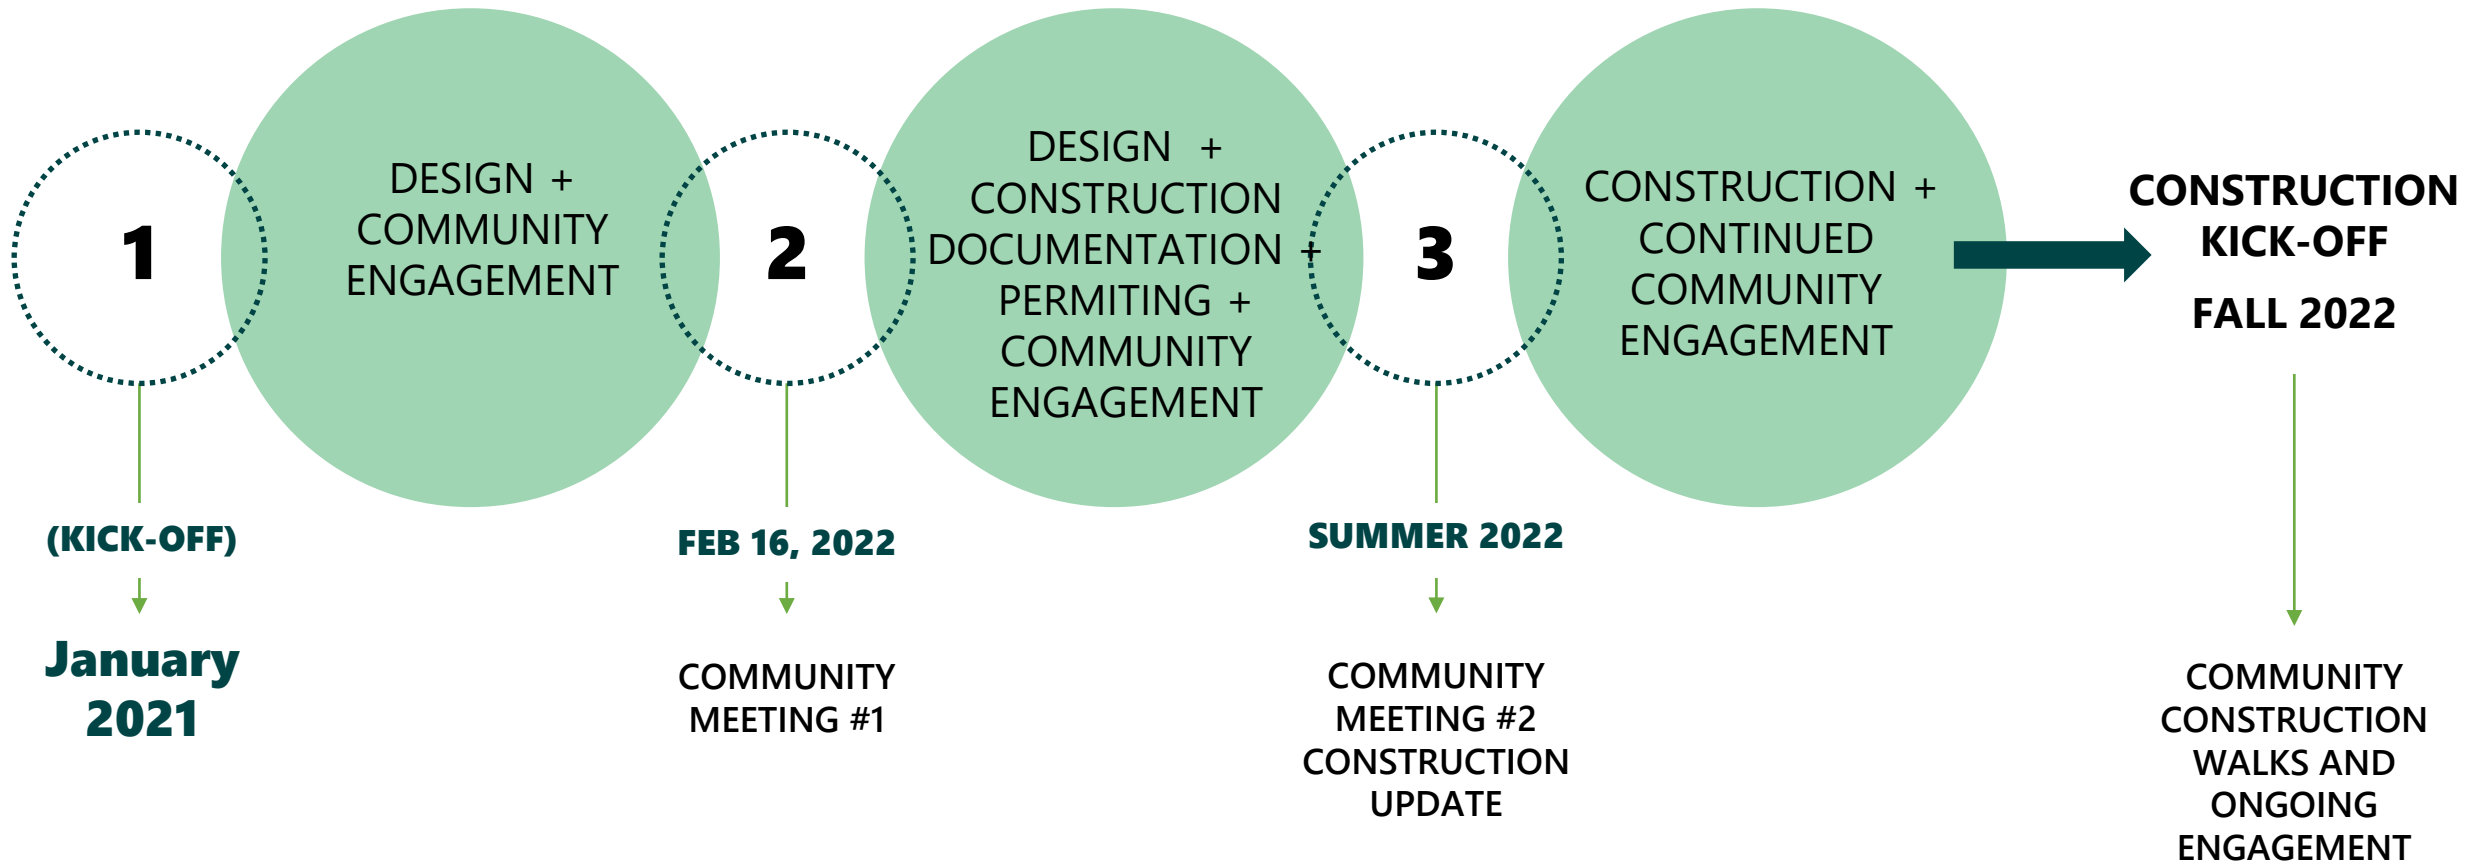 1
DESIGN +
COMMUNITY
ENGAGEMENT
2
DESIGN +
CONSTRUCTION
DOCUMENTATION +
PERMITING +
COMMUNITY
ENGAGEMENT
3
CONSTRUCTION +
CONTINUED
COMMUNITY
ENGAGEMENT
CONSTRUCTION
KICK-OFF
FALL 2022
(KICK-OFF)
January
2021
FEB 16, 2022
COMMUNITY
MEETING #1
SUMMER 2022
COMMUNITY
MEETING #2
CONSTRUCTION
UPDATE
COMMUNITY
CONSTRUCTION
WALKS AND
ONGOING
ENGAGEMENT